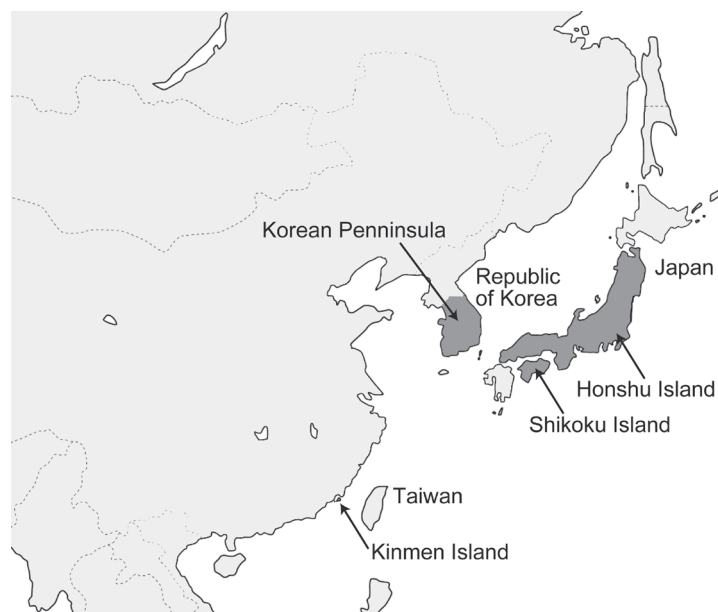 Korean Penninsula
Republic
of Korea
Japan
Honshu Island
Shikoku Island
Taiwan
Kinmen Island